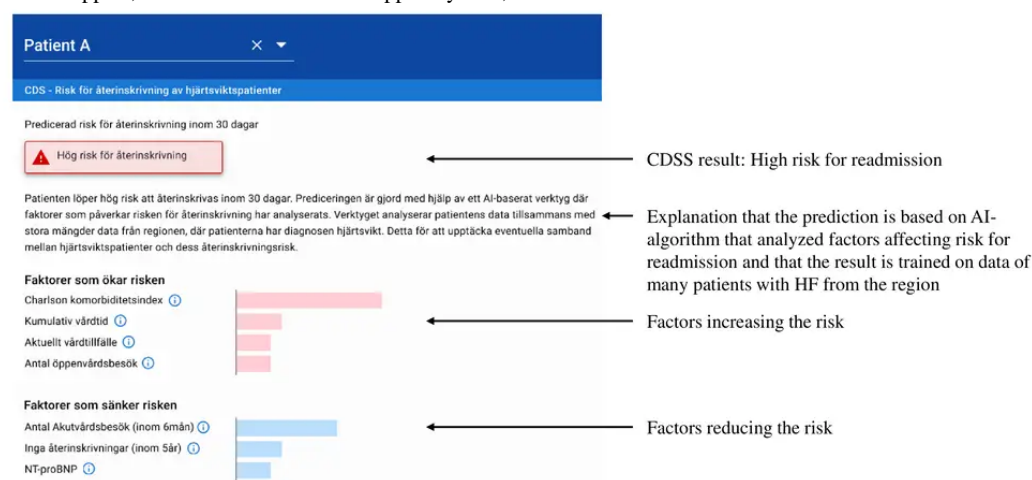 Patient A
CDS - Risk för återinskrivning av hjärtsviktspatienter
Predicerad risk för återinskrivning inom 30 dagar
Hög risk för återinskrivning
CDSS result: High risk for readmission
Patienten löper hög risk att återinskrivas inom 30 dagar. Prediceringen är gjord med hjälp av ett AI-baserat verktyg där
faktorer som påverkar risken för återinskrivning har analyserats. Verktyget analyserar patientens data tillsammans med
stora mängder data från regionen, där patienterna har diagnosen hjärtsvikt. Detta för att upptäcka eventuella samband
mellan hjärtsviktspatienter och dess återinskrivningsrisk.
Explanation that the prediction is based on AI-
algorithm that analyzed factors affecting risk for
readmission and that the result is trained on data of
many patients with HF from the region
Faktorer som ökar risken
Charlson komorbiditetsindex
Kumulativ vårdtid
Aktuellt vårdtillfälle
Antal öppenvårdsbesök
Factors increasing the risk
Faktorer som sänker risken
Antal Akutvårdsbesök (inom 6mån)
Inga återinskrivningar (inom 5år)
NT-proBNP
Factors reducing the risk